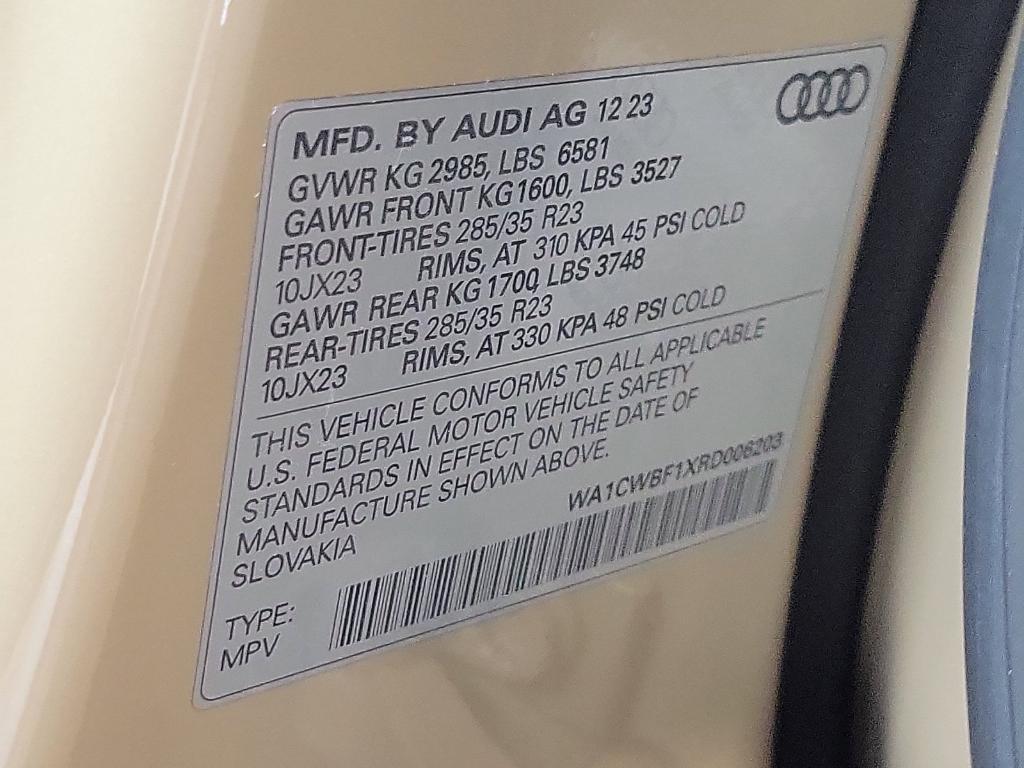 MFD. BY AUDI AG 12 23
GVWR KG 2985, LBS 6581
GAWR FRONT KG 1600, LBS 3527
FRONT-TIRES 285/35 R23
10JX23 RIMS, AT 310 KPA 45 PSI COLD
GAWR REAR KG 1700, LBS 3748
REAR-TIRES 285/35 R23
10JX23 RIMS, AT 330 KPA 48 PSI COLD
THIS VEHICLE CONFORMS TO ALL APPLICABLE
U.S. FEDERAL MOTOR VEHICLE SAFETY
STANDARDS IN EFFECT ON THE DATE OF
MANUFACTURE SHOWN ABOVE.
SLOVAKIA WA1CWBF1XRD006203
TYPE:
MPV